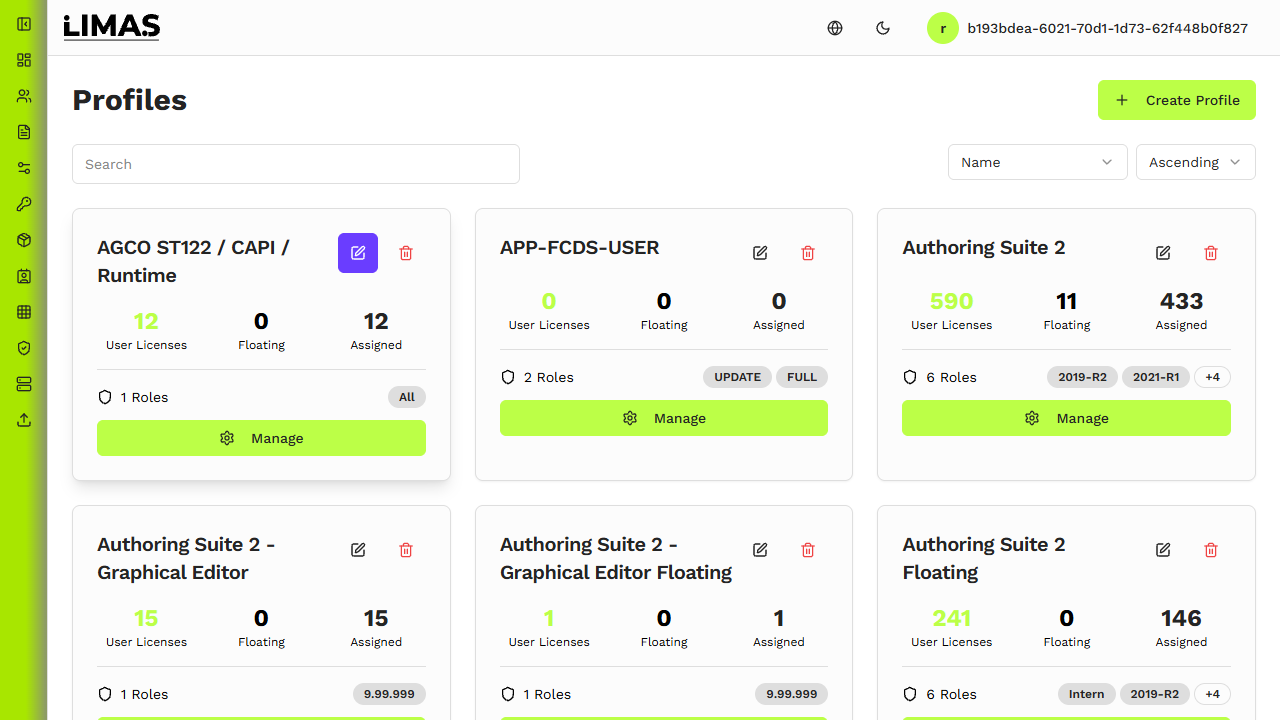 LIMAS
r
b193bdea-6021-70d1-1d73-62f448b0f827
Profiles
Create Profile
Search
Name
Ascending
AGCO ST122 / CAPI /
Runtime
12
0
12
User Licenses
Floating
Assigned
1 Roles
All
Manage
APP-FCDS-USER
0
0
0
User Licenses
Floating
Assigned
2 Roles
UPDATE
FULL
Manage
Authoring Suite 2
590
11
433
User Licenses
Floating
Assigned
6 Roles
2019-R2
2021-R1
+4
Manage
Authoring Suite 2 -
Graphical Editor
15
0
15
User Licenses
Floating
Assigned
1 Roles
9.99.999
Authoring Suite 2 -
Graphical Editor Floating
1
0
1
User Licenses
Floating
Assigned
1 Roles
9.99.999
Authoring Suite 2
Floating
241
0
146
User Licenses
Floating
Assigned
6 Roles
Intern
2019-R2
+4